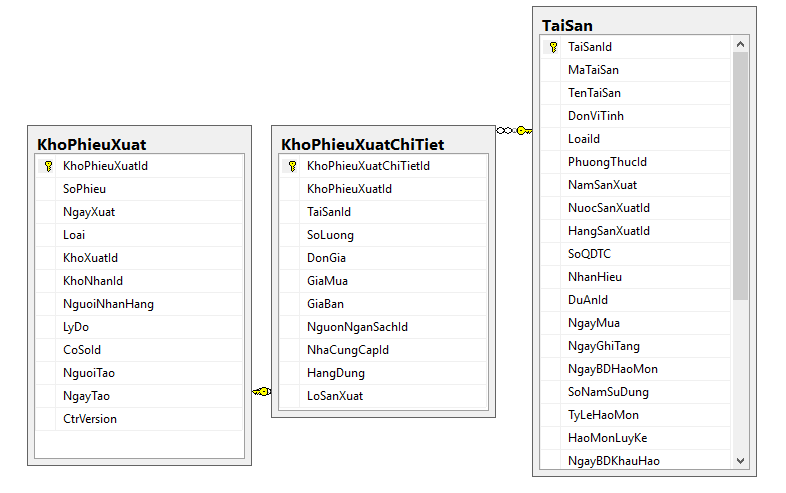 KhoPhieuXuat
KhoPhieuXuatId
SoPhieu
NgayXuat
Loai
KhoXuatId
KhoNhanId
NguoiNhanHang
LyDo
CoSoId
NguoiTao
NgayTao
CtrVersion
KhoPhieuXuatChiTiet
KhoPhieuXuatChiTietId
KhoPhieuXuatId
TaiSanId
SoLuong
DonGia
GiaMua
GiaBan
NguonNganSachId
NhaCungCapId
HangDung
LoSanXuat
TaiSan
TaiSanId
MaTaiSan
TenTaiSan
DonViTinh
LoaiId
PhuongThucId
NamSanXuat
NuocSanXuatId
HangSanXuatId
SoQDTC
NhanHieu
DuAnId
NgayMua
NgayGhiTang
NgayBDHaoMon
SoNamSuDung
TyLeHaoMon
HaoMonLuyKe
NgayBDKhauHao